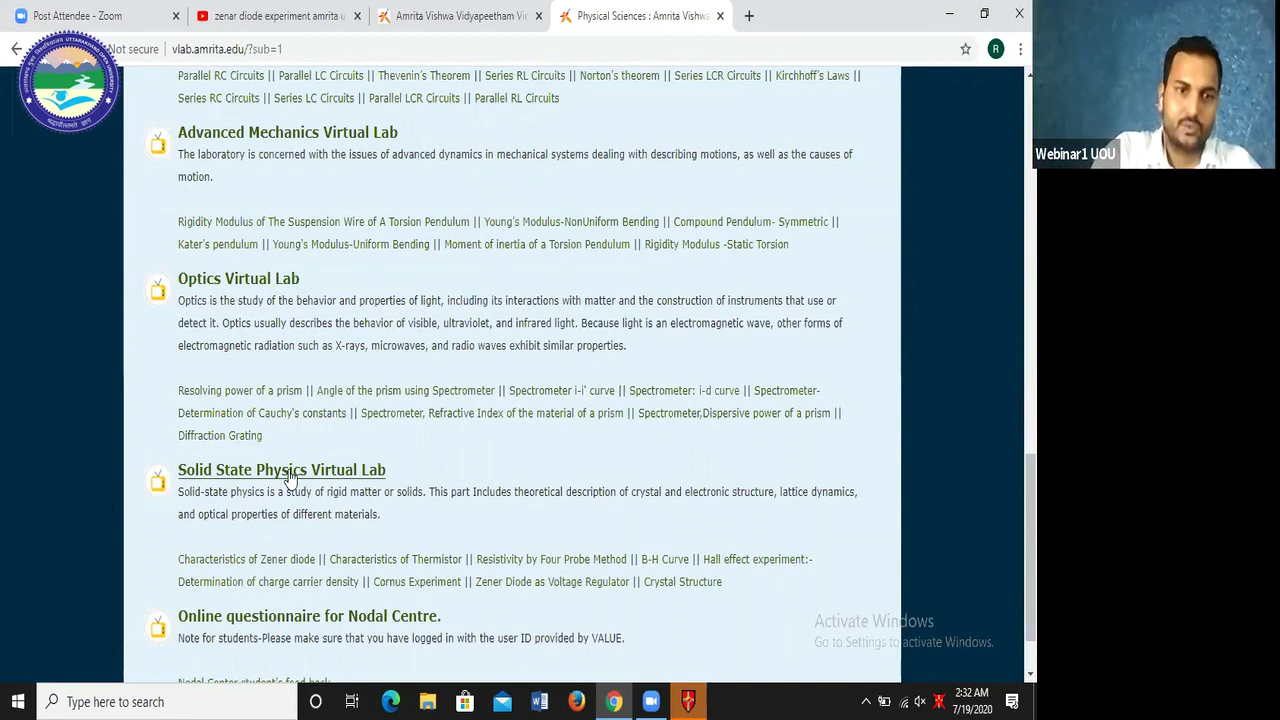 Post Attendee - Zoom
zenar diode experiment amrita u
Amrita Vishwa Vidyapeetham Vir
Physical Sciences : Amrita Vishwa
Not secure
vlab.amrita.edu/?sub=1
R
Parallel RC Circuits || Parallel LC Circuits || Thevenin's Theorem || Series RL Circuits || Norton's theorem || Series LCR Circuits || Kirchhoff's Laws ||
Series RC Circuits || Series LC Circuits || Parallel LCR Circuits || Parallel RL Circuits
Advanced Mechanics Virtual Lab
The laboratory is concerned with the issues of advanced dynamics in mechanical systems dealing with describing motions, as well as the causes of
motion.
Rigidity Modulus of The Suspension Wire of A Torsion Pendulum || Young's Modulus-NonUniform Bending || Compound Pendulum- Symmetric ||
Kater's pendulum || Young's Modulus-Uniform Bending || Moment of inertia of a Torsion Pendulum || Rigidity Modulus -Static Torsion
Optics Virtual Lab
Optics is the study of the behavior and properties of light, including its interactions with matter and the construction of instruments that use or
detect it. Optics usually describes the behavior of visible, ultraviolet, and infrared light. Because light is an electromagnetic wave, other forms of
electromagnetic radiation such as X-rays, microwaves, and radio waves exhibit similar properties.
Resolving power of a prism || Angle of the prism using Spectrometer || Spectrometer i-i' curve || Spectrometer: i-d curve || Spectrometer-
Determination of Cauchy's constants || Spectrometer, Refractive Index of the material of a prism || Spectrometer,Dispersive power of a prism ||
Diffraction Grating
Solid State Physics Virtual Lab
Solid-state physics is a study of rigid matter or solids. This part Includes theoretical description of crystal and electronic structure, lattice dynamics,
and optical properties of different materials.
Characteristics of Zener diode || Characteristics of Thermistor || Resistivity by Four Probe Method || B-H Curve || Hall effect experiment:-
Determination of charge carrier density || Cornus Experiment || Zener Diode as Voltage Regulator || Crystal Structure
Online questionnaire for Nodal Centre.
Note for students-Please make sure that you have logged in with the user ID provided by VALUE.
Nodal Center student's feed back
Activate Windows
Go to Settings to activate Windows.
Webinar1 UOU
Type here to search
2:32 AM
7/19/2020